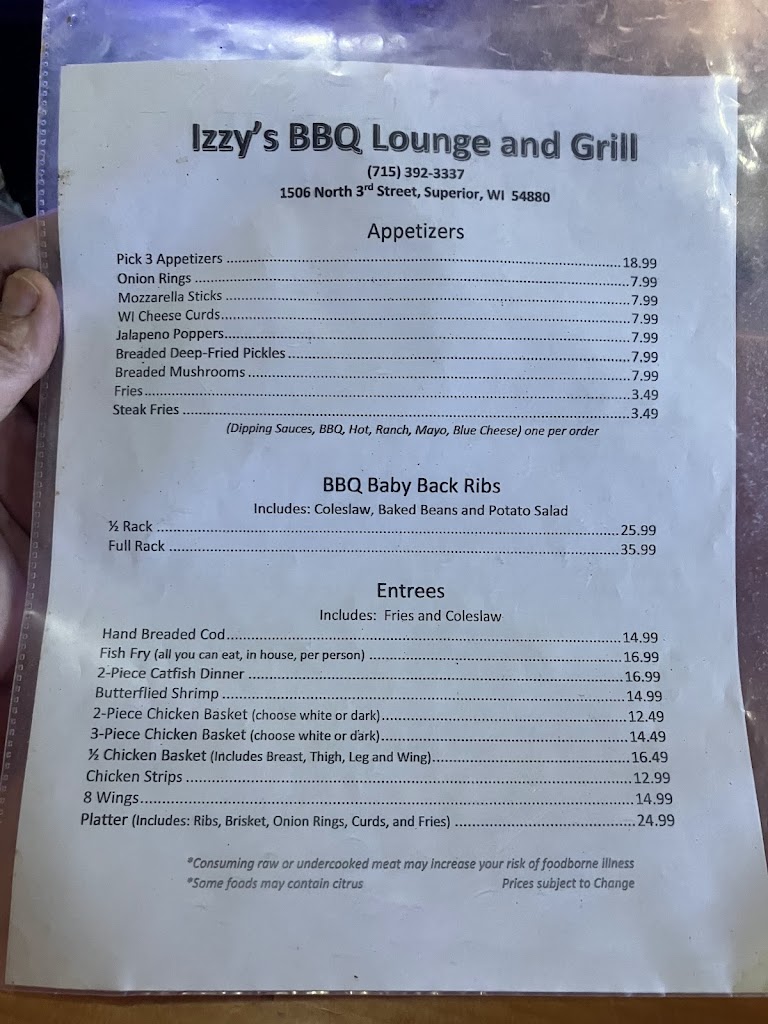 Izzy's BBQ Lounge and Grill
(715) 392-3337
1506 North 3rd Street, Superior, WI 54880
Appetizers
Pick 3 Appetizers ........ 18.99
Onion Rings ........ 7.99
Mozzarella Sticks ........ 7.99
WI Cheese Curds ........ 7.99
Jalapeno Poppers ........ 7.99
Breaded Deep-Fried Pickles ........ 7.99
Breaded Mushrooms ........ 7.99
Fries ........ 3.49
Steak Fries ........ 3.49
(Dipping Sauces, BBQ, Hot, Ranch, Mayo, Blue Cheese) one per order
BBQ Baby Back Ribs
Includes: Coleslaw, Baked Beans and Potato Salad
½ Rack ........ 25.99
Full Rack ........ 35.99
Entrees
Includes: Fries and Coleslaw
Hand Breaded Cod ........ 14.99
Fish Fry (all you can eat, in house, per person) ........ 16.99
2-Piece Catfish Dinner ........ 16.99
Butterflied Shrimp ........ 14.99
2-Piece Chicken Basket (choose white or dark) ........ 12.49
3-Piece Chicken Basket (choose white or dark) ........ 14.49
½ Chicken Basket (Includes Breast, Thigh, Leg and Wing) ........ 16.49
Chicken Strips ........ 12.99
8 Wings ........ 14.99
Platter (Includes: Ribs, Brisket, Onion Rings, Curds, and Fries) ........ 24.99
*Consuming raw or undercooked meat may increase your risk of foodborne illness
*Some foods may contain citrus Prices subject to Change